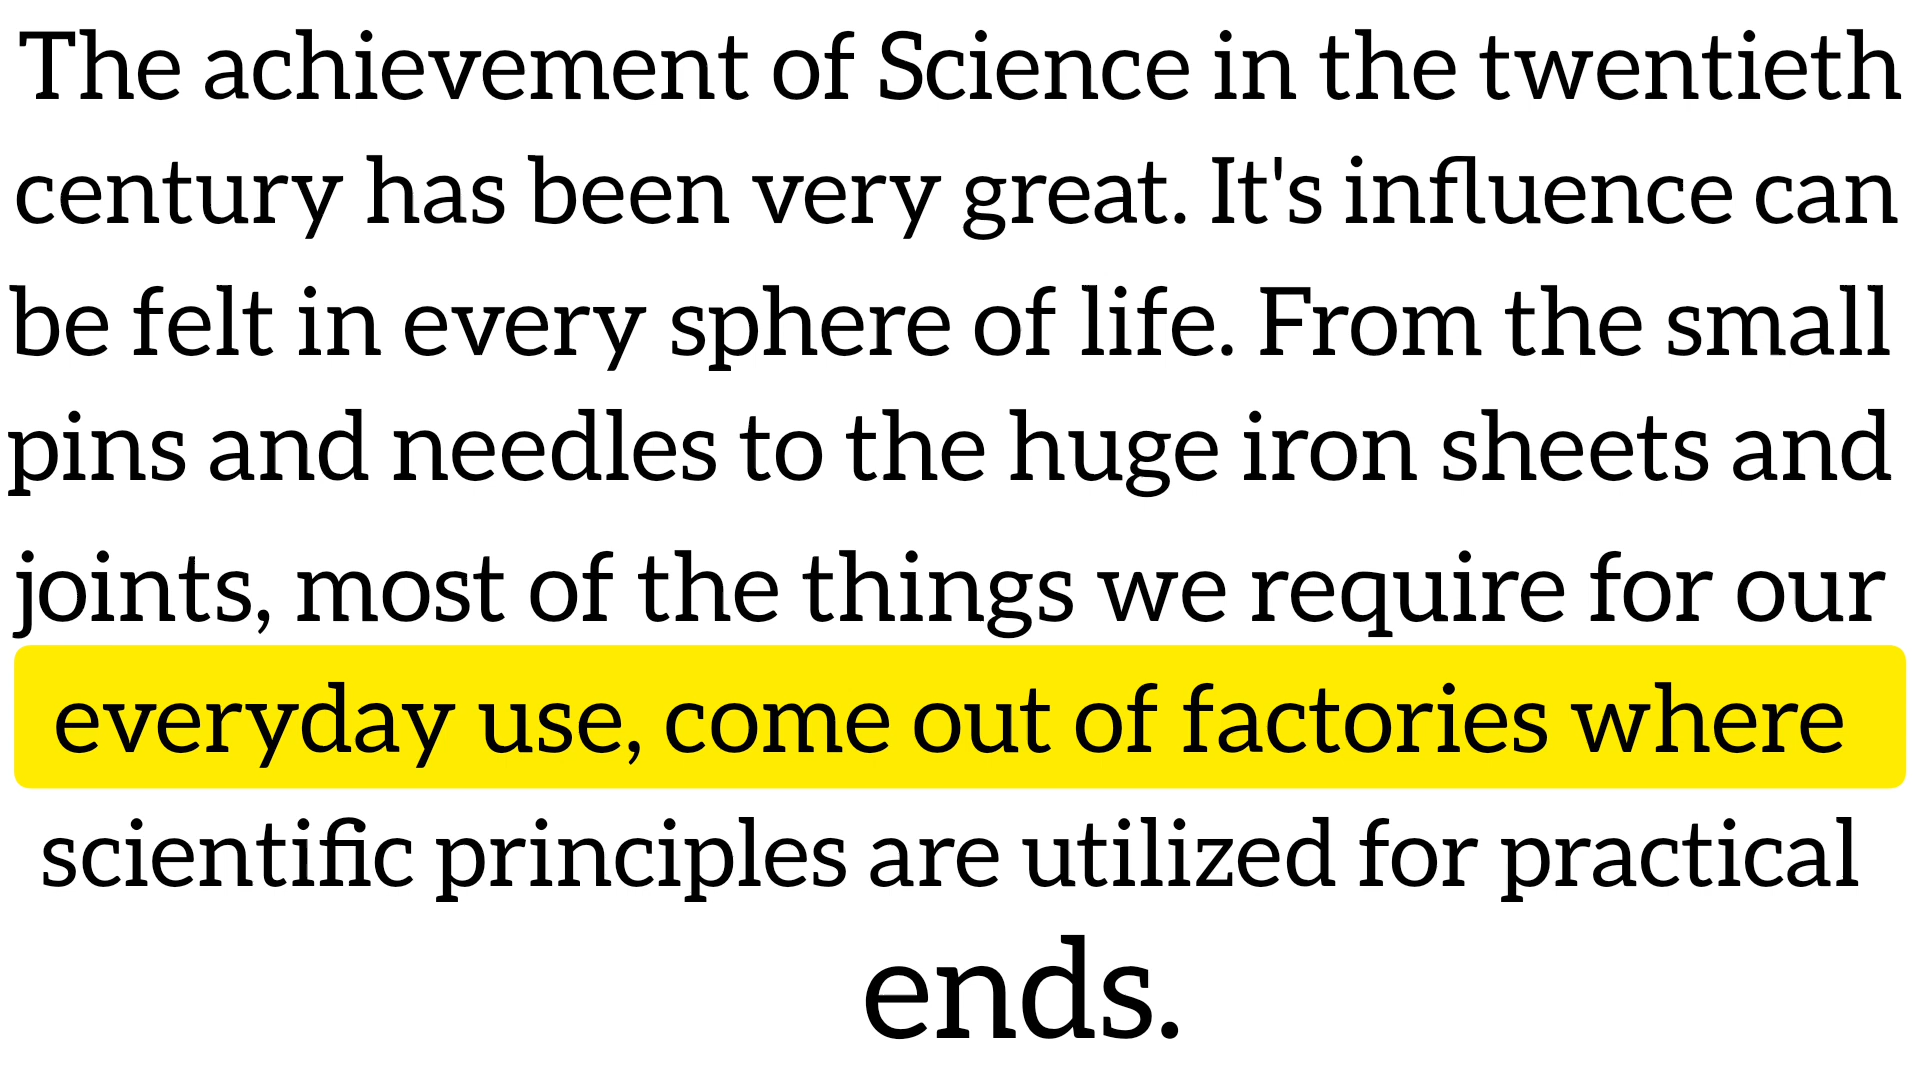 The achievement of Science in the twentieth
century has been very great. It's influence can
be felt in every sphere of life. From the small
pins and needles to the huge iron sheets and
joints, most of the things we require for our
everyday use, come out of factories where
scientific principles are utilized for practical
ends.